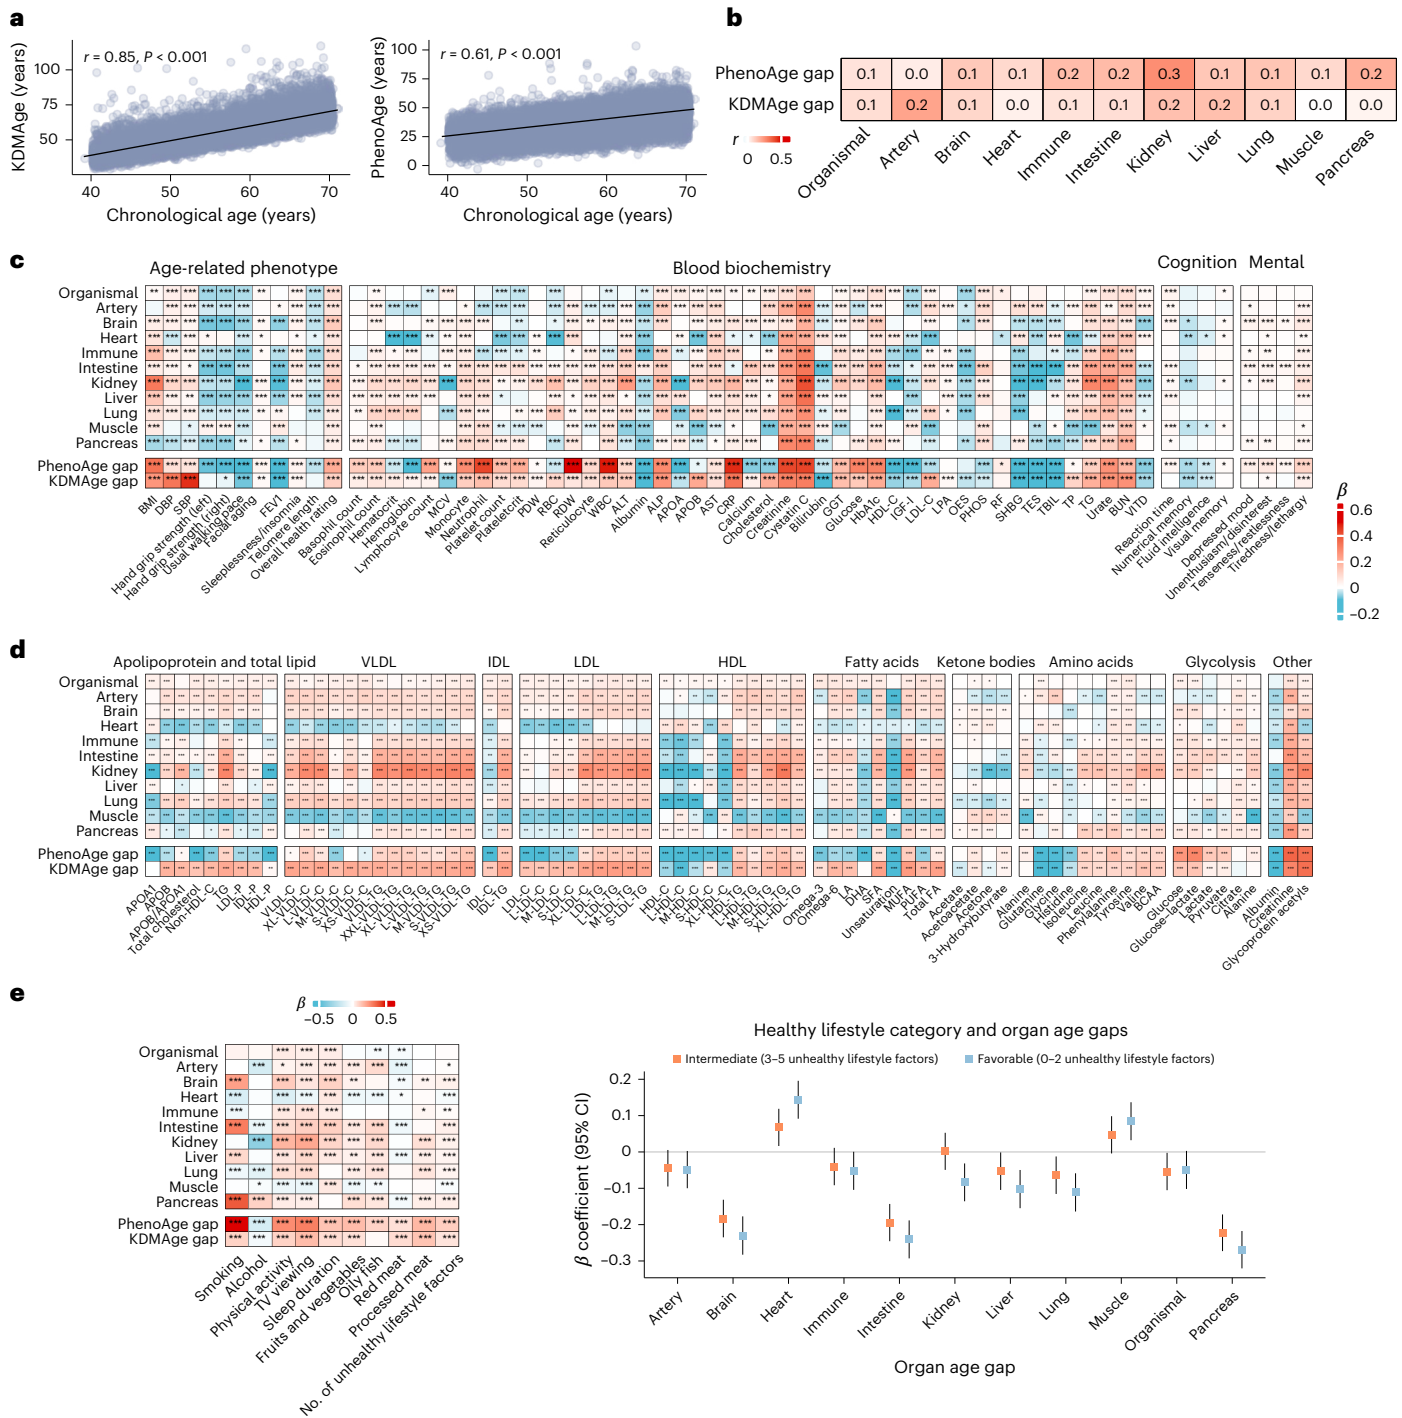 a
r = 0.85, P < 0.001
KDMAge (years)
100
75
50
40 50 60 70
Chronological age (years)
r = 0.61, P < 0.001
PhenoAge (years)
100
75
50
25
0
40 50 60 70
Chronological age (years)
b
PhenoAge gap 0.1 0.0 0.1 0.1 0.2 0.2 0.3 0.1 0.1 0.1 0.2
KDMAge gap 0.1 0.2 0.1 0.0 0.1 0.1 0.2 0.2 0.1 0.0 0.0
r
0 0.5
Organismal
Artery
Brain
Heart
Immune
Intestine
Kidney
Liver
Lung
Muscle
Pancreas
c
Age-related phenotype Blood biochemistry Cognition Mental
Organismal
Artery
Brain
Heart
Immune
Intestine
Kidney
Liver
Lung
Muscle
Pancreas
PhenoAge gap
KDMAge gap
BMI
DBP
SBP
Hand grip strength (left)
Hand grip strength (right)
Usual walking pace
Facial aging
FEV1
Sleeplessness/insomnia
Telomere length
Overall health rating
Basophil count
Eosinophil count
Hematocrit
Hemoglobin
Lymphocyte count
MCV
Monocyte
Neutrophil
Platelet count
Plateletcrit
PDW
RBC
RDW
Reticulocyte
WBC
ALT
Albumin
ALP
APOA
APOB
AST
CRP
Calcium
Cholesterol
Creatinine
Cystatin C
Bilirubin
GGT
Glucose
HbA1c
HDL-C
IGF-1
LDL-C
LPA
OES
PHOS
RF
SHBG
TES
TBIL
TP
TG
Urate
BUN
VITD
Reaction time
Numerical memory
Fluid intelligence
Visual memory
Depressed mood
Unenthusiasm/disinterest
Tenseness/restlessness
Tiredness/lethargy
β
0.6
0.4
0.2
0
−0.2
d
Apolipoprotein and total lipid VLDL IDL LDL HDL Fatty acids Ketone bodies Amino acids Glycolysis Other
Organismal
Artery
Brain
Heart
Immune
Intestine
Kidney
Liver
Lung
Muscle
Pancreas
PhenoAge gap
KDMAge gap
APOA1
APOB
APOB/APOA1
Total cholesterol
Non-HDL-C
TG
LDL-P
IDL-P
HDL-P
VLDL-C
XL-VLDL-C
L-VLDL-C
M-VLDL-C
S-VLDL-C
XS-VLDL-C
VLDL-TG
XXL-VLDL-TG
XL-VLDL-TG
L-VLDL-TG
M-VLDL-TG
S-VLDL-TG
XS-VLDL-TG
IDL-C
IDL-TG
LDL-C
L-LDL-C
M-LDL-C
S-LDL-C
XL-LDL-C
LDL-TG
L-LDL-TG
M-LDL-TG
S-LDL-TG
HDL-C
L-HDL-C
M-HDL-C
S-HDL-C
XL-HDL-C
HDL-TG
L-HDL-TG
M-HDL-TG
S-HDL-TG
XL-HDL-TG
Omega-3
Omega-6
LA
DHA
SFA
Unsaturation
MUFA
PUFA
Total FA
Acetate
Acetoacetate
Acetone
3-Hydroxybutyrate
Alanine
Glutamine
Glycine
Histidine
Isoleucine
Leucine
Phenylalanine
Tyrosine
Valine
BCAA
Glucose
Glucose–lactate
Lactate
Pyruvate
Citrate
Alanine
Albumin
Creatinine
Glycoprotein acetyls
e
β
−0.5 0 0.5
Organismal
Artery
Brain
Heart
Immune
Intestine
Kidney
Liver
Lung
Muscle
Pancreas
PhenoAge gap
KDMAge gap
Smoking
Alcohol
Physical activity
TV viewing
Sleep duration
Fruits and vegetables
Oily fish
Red meat
Processed meat
No. of unhealthy lifestyle factors
Healthy lifestyle category and organ age gaps
Intermediate (3–5 unhealthy lifestyle factors) Favorable (0–2 unhealthy lifestyle factors)
β coefficient (95% CI)
0.2
0.1
0
−0.1
−0.2
−0.3
Artery
Brain
Heart
Immune
Intestine
Kidney
Liver
Lung
Muscle
Organismal
Pancreas
Organ age gap